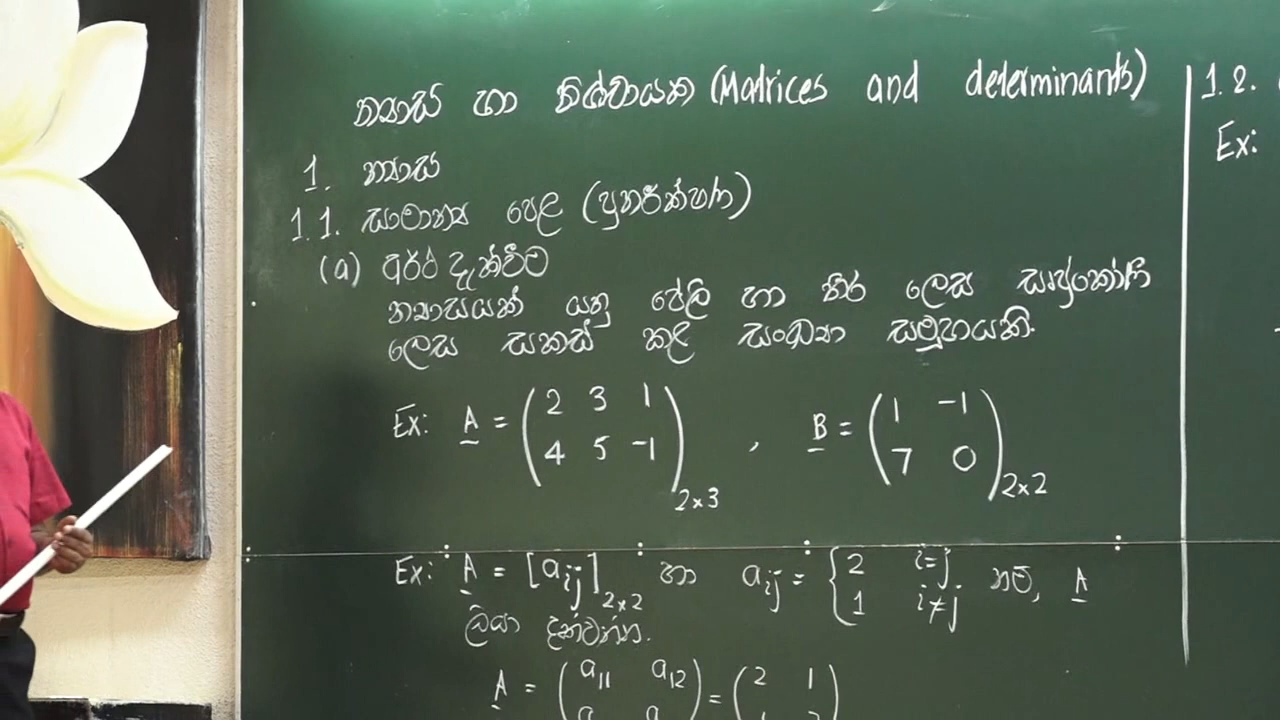 න්‍යාස හා නිශ්චායක (Matrices and determinants)
1. න්‍යාස
1.1. සාමාන්‍ය පෙළ (පුනරීක්ෂණ)
(a) අර්ථ දැක්වීම
න්‍යාසයක් යනු පේලි හා තීර ලෙස සෘජුකෝණී
ලෙස සකස් කළ සංඛ්‍යා සමූහයකි.
Ex: A = (2 3 1
4 5 -1)2×3 , B = (1 -1
7 0)2×2
Ex: A = [aij]2×2 හා aij = {2 i=j
1 i≠j නම්, A
ලියා දක්වන්න.
A = (a11 a12) = (2 1)
1.2.
Ex: